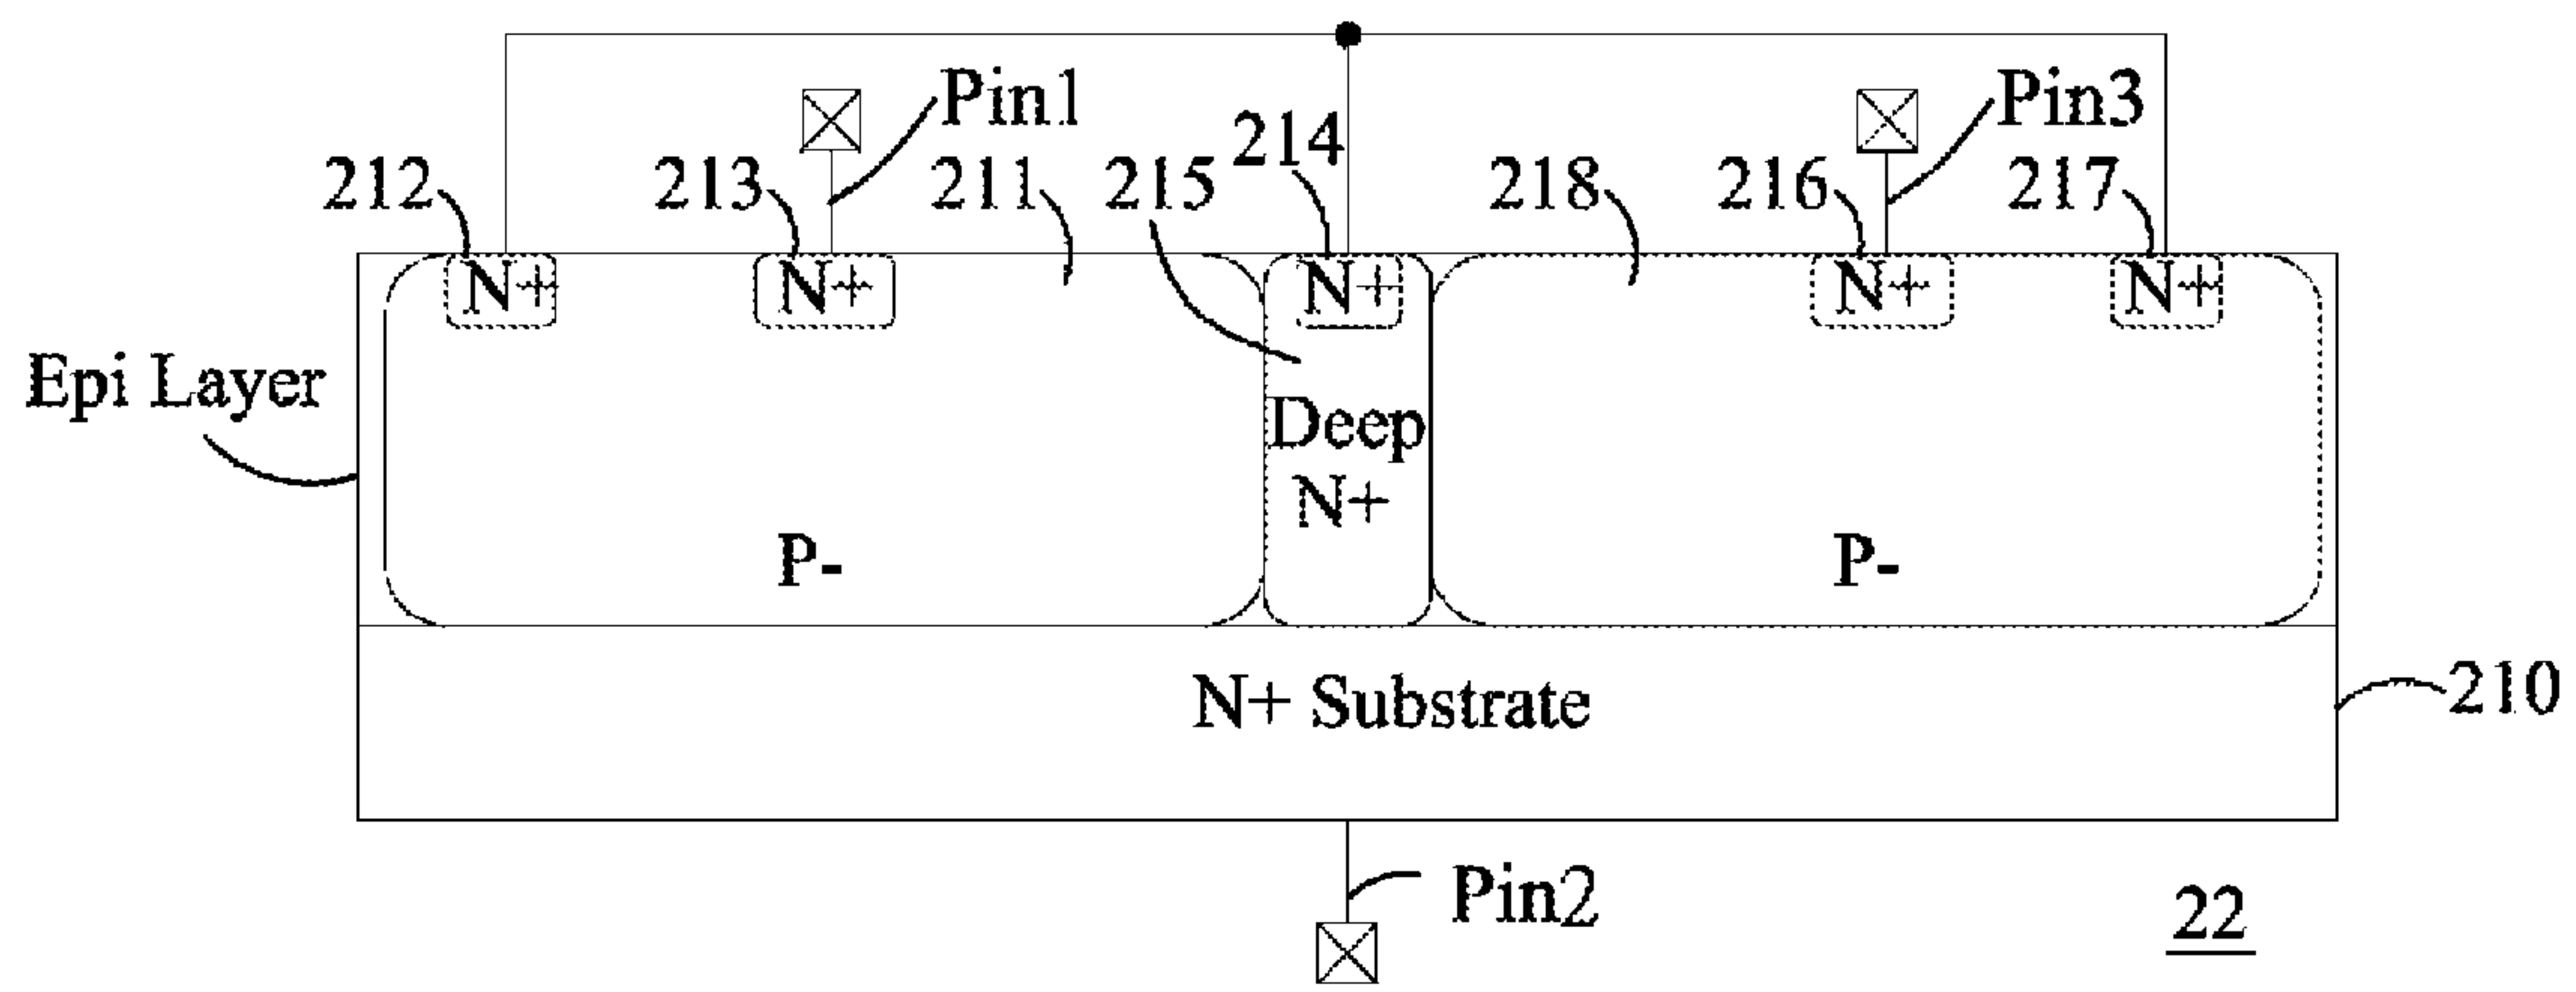 Pin1
Pin3
214
212
213
211
215
218
216
217
N+
N+
N+
N+
N+
Epi Layer
Deep
N+
P-
P-
N+ Substrate
210
Pin2
22